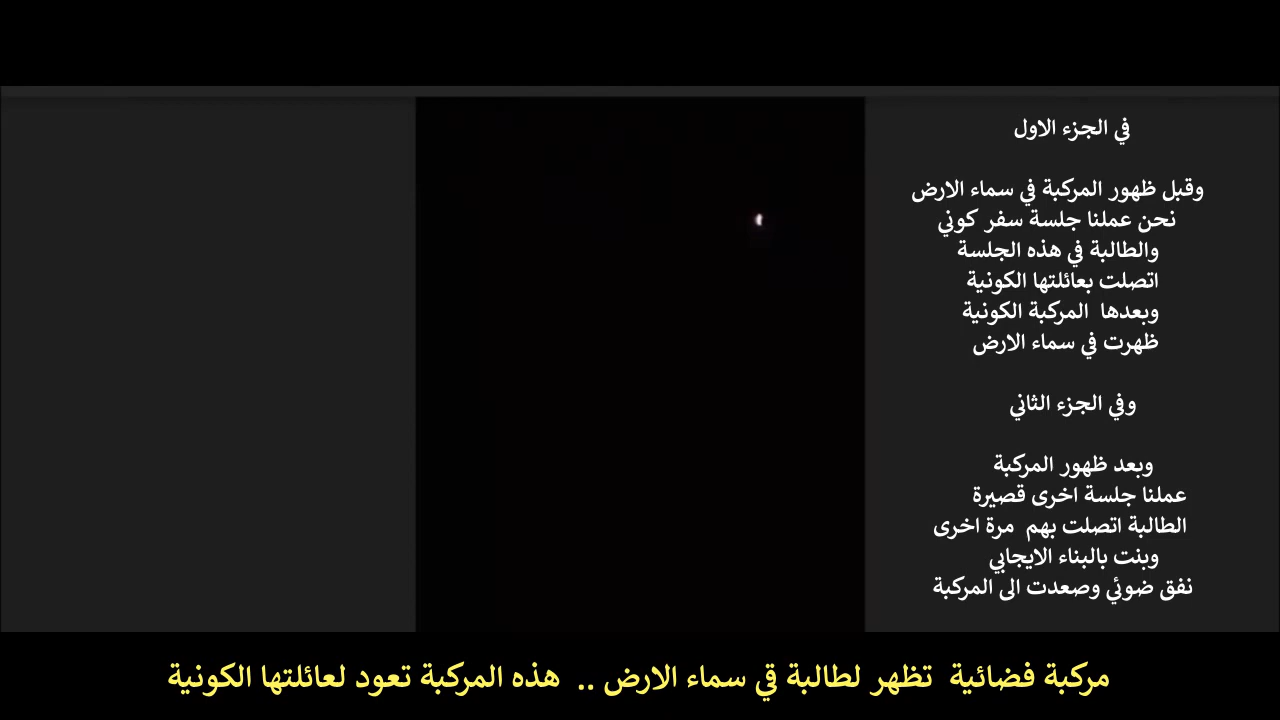 في الجزء الاول
وقبل ظهور المركبة في سماء الارض
نحن عملنا جلسة سفر كوني
والطالبة في هذه الجلسة
اتصلت بعائلتها الكونية
وبعدها المركبة الكونية
ظهرت في سماء الارض
وفي الجزء الثاني
وبعد ظهور المركبة
عملنا جلسة اخرى قصيرة
الطالبة اتصلت بهم مرة اخرى
وبنت بالبناء الايجابي
نفق ضوئي وصعدت الى المركبة
مركبة فضائية تظهر لطالبة قي سماء الارض .. هذه المركبة تعود لعائلتها الكونية